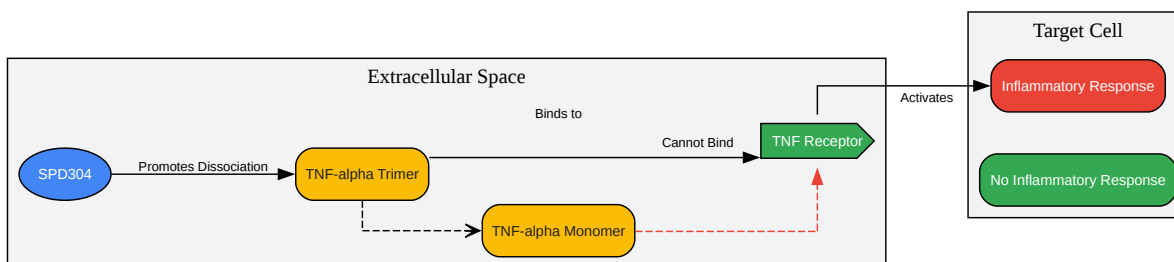 Target Cell
Extracellular Space
Inflammatory Response
Activates
Binds to
Cannot Bind
TNF Receptor
Promotes Dissociation
SPD304
TNF-alpha Trimer
No Inflammatory Response
TNF-alpha Monomer